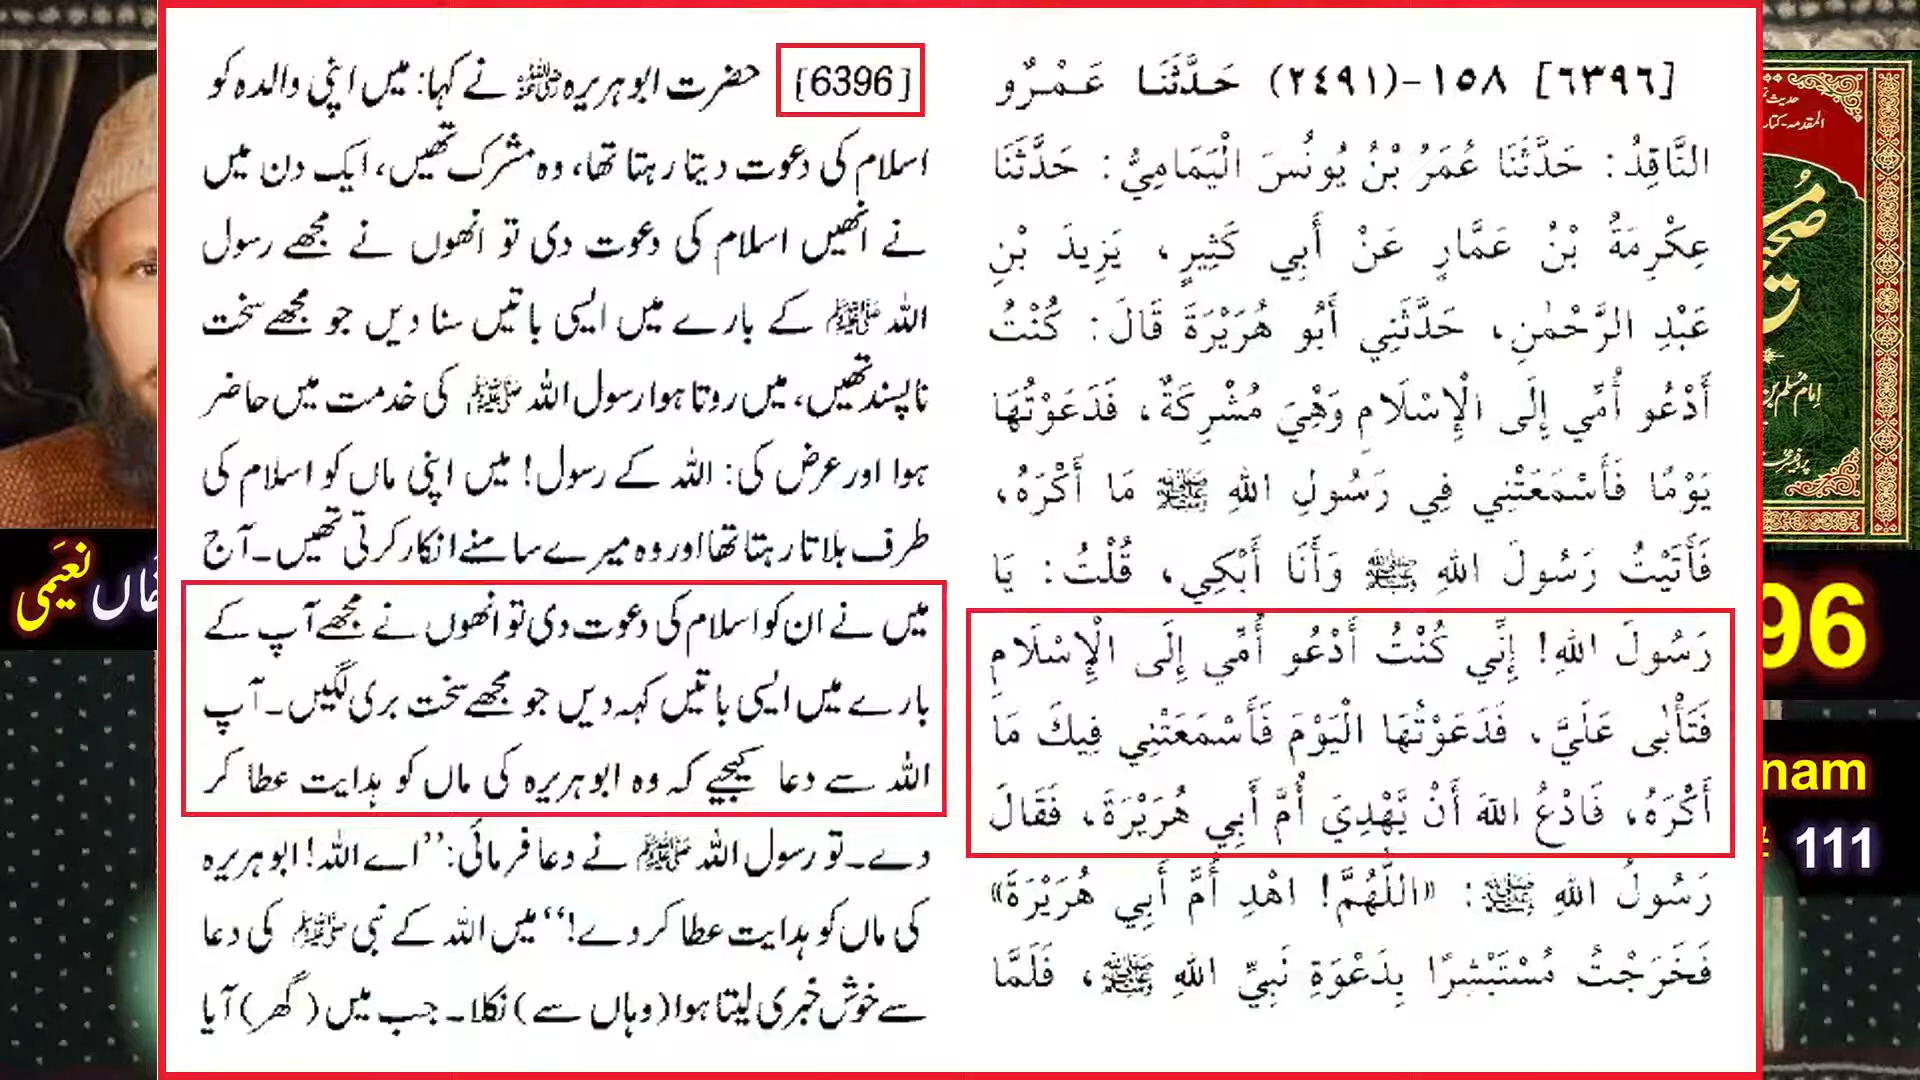 [٦٣٩٦] ١٥٨-(٢٤٩١) حَدَّثَنَا عَمْرُو
النَّاقِدُ: حَدَّثَنَا عُمَرُ بْنُ يُونُسَ الْيَمَامِيُّ: حَدَّثَنَا
عِكْرِمَةُ بْنُ عَمَّارٍ عَنْ أَبِي كَثِيرٍ، يَزِيدَ بْنِ
عَبْدِ الرَّحْمٰنِ، حَدَّثَنِي أَبُو هُرَيْرَةَ قَالَ: كُنْتُ
أَدْعُو أُمِّي إِلَى الْإِسْلَامِ وَهِيَ مُشْرِكَةٌ، فَدَعَوْتُهَا
يَوْمًا فَأَسْمَعَتْنِي فِي رَسُولِ اللهِ ﷺ مَا أَكْرَهُ،
فَأَتَيْتُ رَسُولَ اللهِ ﷺ وَأَنَا أَبْكِي، قُلْتُ: يَا
رَسُولَ اللهِ! إِنِّي كُنْتُ أَدْعُو أُمِّي إِلَى الْإِسْلَامِ
فَتَأْبٰى عَلَيَّ، فَدَعَوْتُهَا الْيَوْمَ فَأَسْمَعَتْنِي فِيكَ مَا
أَكْرَهُ، فَادْعُ اللهَ أَنْ يَّهْدِيَ أُمَّ أَبِي هُرَيْرَةَ، فَقَالَ
رَسُولُ اللهِ ﷺ: «اللّٰهُمَّ! اهْدِ أُمَّ أَبِي هُرَيْرَةَ»
فَخَرَجْتُ مُسْتَبْشِرًا بِدَعْوَةِ نَبِيِّ اللهِ ﷺ، فَلَمَّا
[6396] حضرت ابوہریرہ رضی اللہ عنہ نے کہا: میں اپنی والدہ کو
اسلام کی دعوت دیتا رہتا تھا، وہ مشرک تھیں، ایک دن میں
نے انھیں اسلام کی دعوت دی تو انھوں نے مجھے رسول
اللہ ﷺ کے بارے میں ایسی باتیں سنا دیں جو مجھے سخت
ناپسند تھیں، میں روتا ہوا رسول اللہ ﷺ کی خدمت میں حاضر
ہوا اور عرض کی: اللہ کے رسول! میں اپنی ماں کو اسلام کی
طرف بلاتا رہتا تھا اور وہ میرے سامنے انکار کرتی تھیں۔ آج
میں نے ان کو اسلام کی دعوت دی تو انھوں نے مجھے آپ کے
بارے میں ایسی باتیں کہہ دیں جو مجھے سخت بری لگیں۔ آپ
اللہ سے دعا کیجیے کہ وہ ابوہریرہ کی ماں کو ہدایت عطا کر
دے۔ تو رسول اللہ ﷺ نے دعا فرمائی: ’’اے اللہ! ابوہریرہ
کی ماں کو ہدایت عطا کر دے!‘‘ میں اللہ کے نبی ﷺ کی دعا
سے خوش خبری لیتا ہوا (وہاں سے) نکلا۔ جب میں (گھر) آیا
خاں نعیمی
96
nam
111